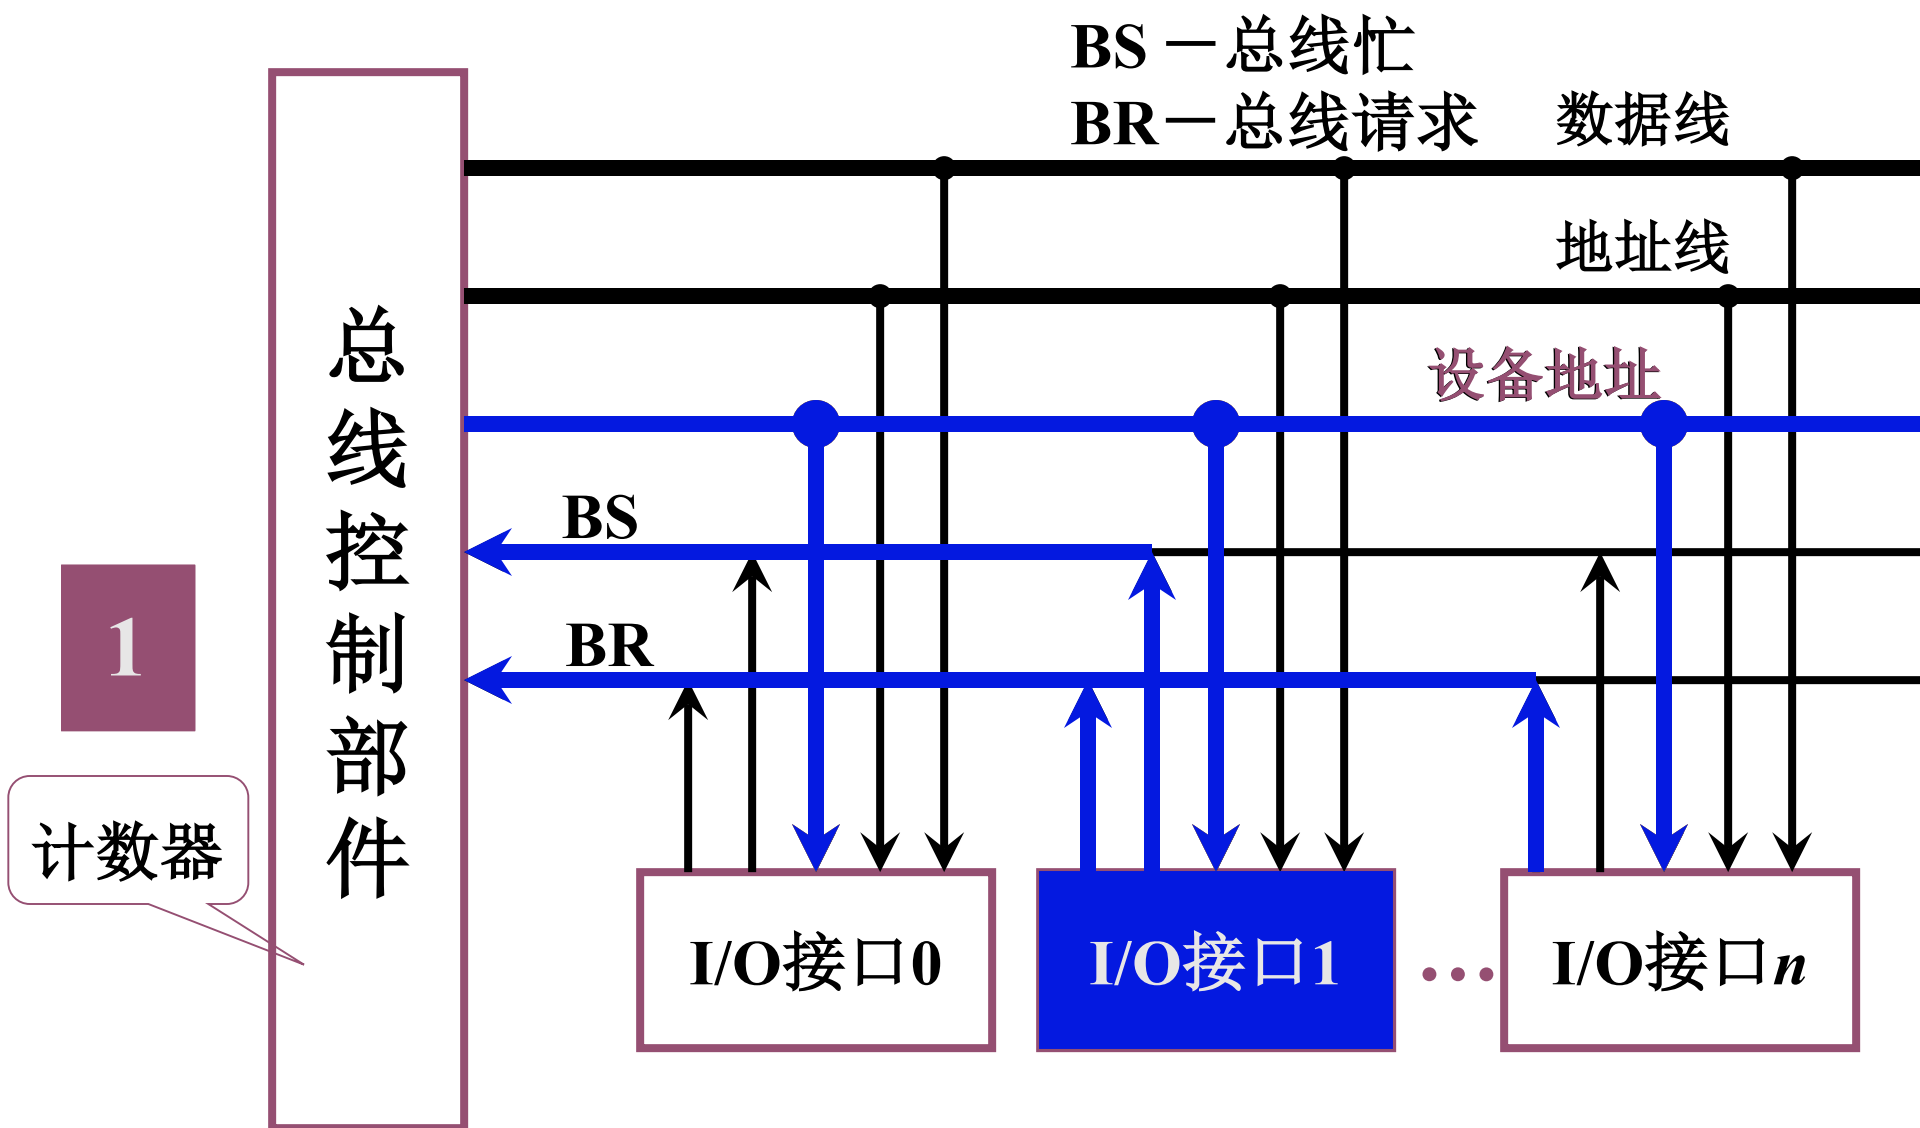 BS －总线忙
BR－总线请求
数据线
地址线
设备地址
BS
BR
总线控制部件
1
计数器
I/O接口0
I/O接口1
…
I/O接口n